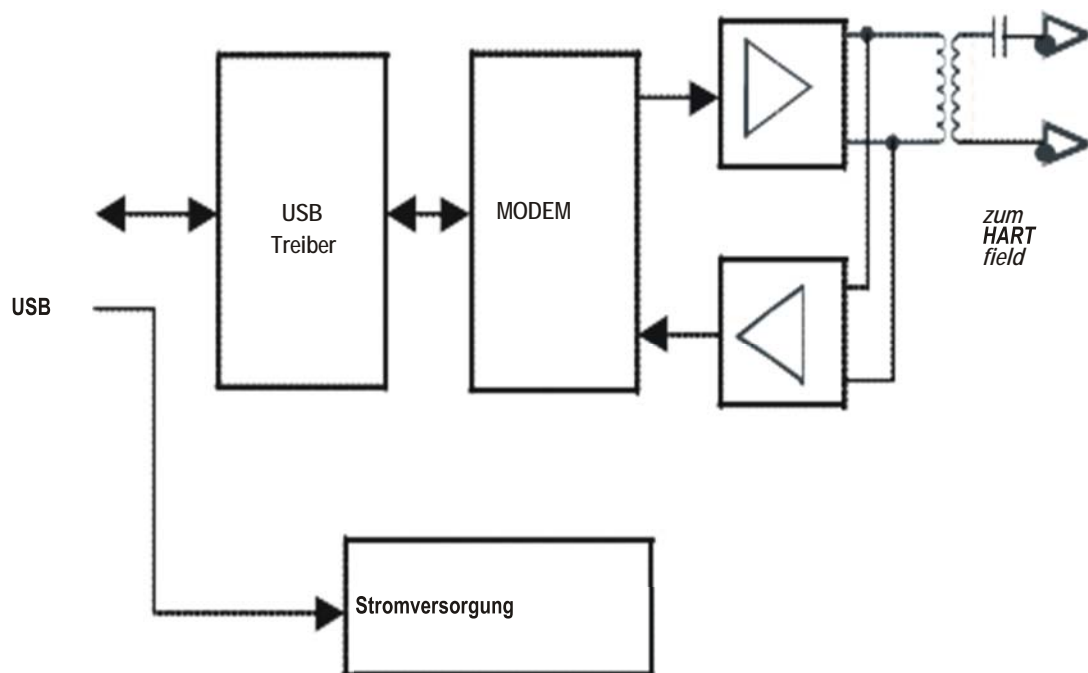 USB
Treiber
MODEM
zum
HART
field
USB
Stromversorgung